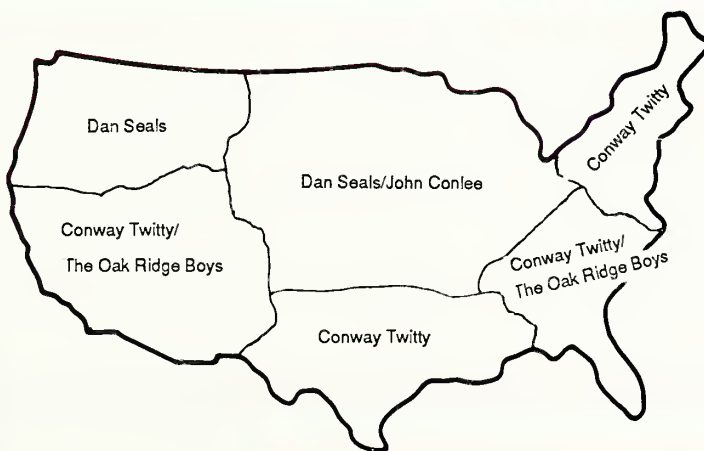 Conway Twitty
Dan Seals
Dan Seals/John Conlee
Conway Twitty/
The Oak Ridge Boys
Conway Twitty/
The Oak Ridge Boys
Conway Twitty